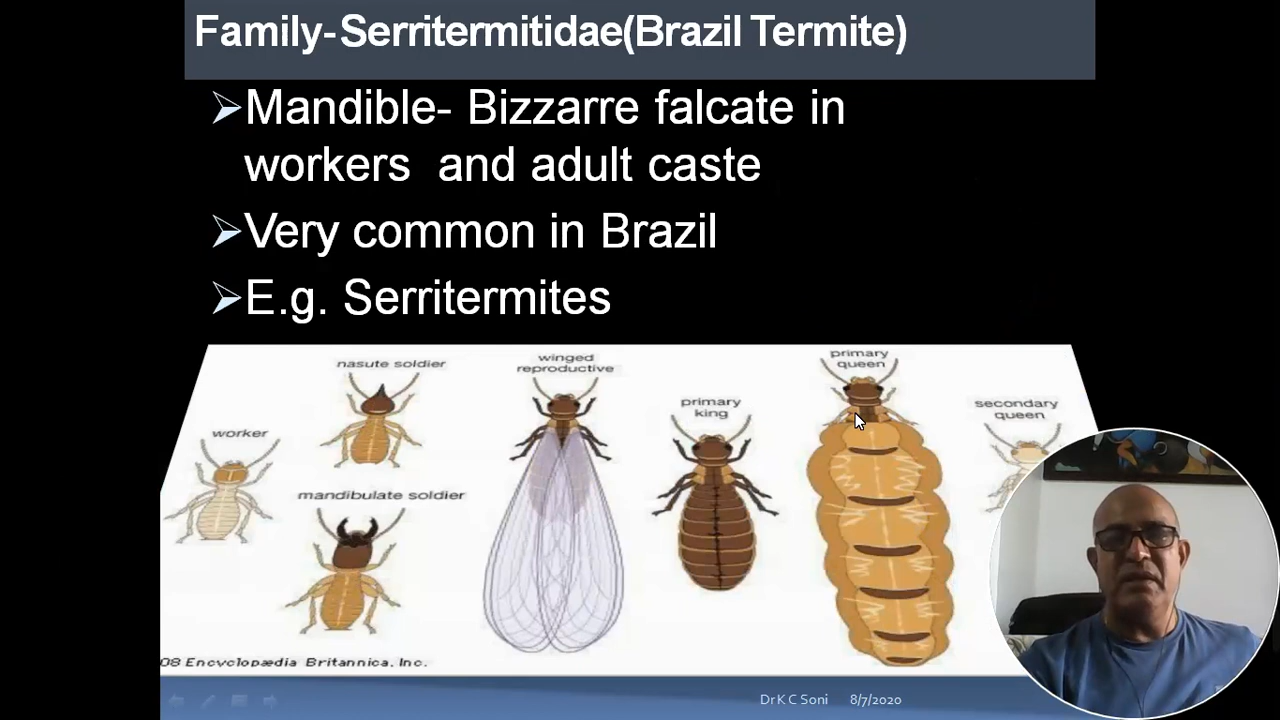 Family-Serritermitidae(Brazil Termite)
➢Mandible- Bizzarre falcate in
workers and adult caste
➢Very common in Brazil
➢E.g. Serritermites
nasute soldier
winged
reproductive
primary
queen
primary
king
secondary
queen
worker
mandibulate soldier
08 Encyclopædia Britannica, Inc.
Dr K C Soni 8/7/2020